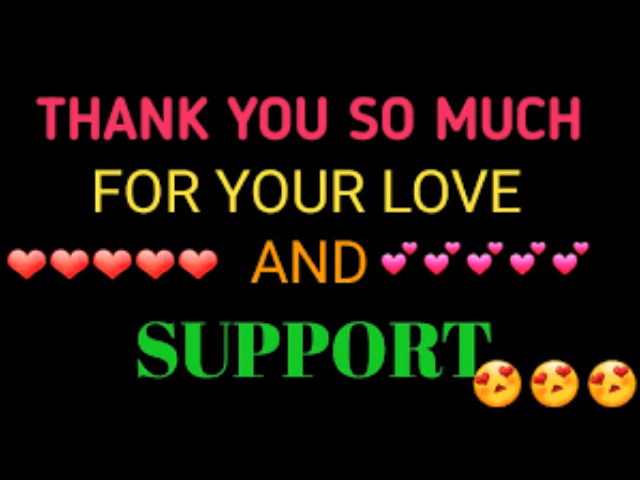 THANK YOU SO MUCH
FOR YOUR LOVE
❤❤❤❤❤ AND 💕💕💕💕💕
SUPPORT😍😍😍